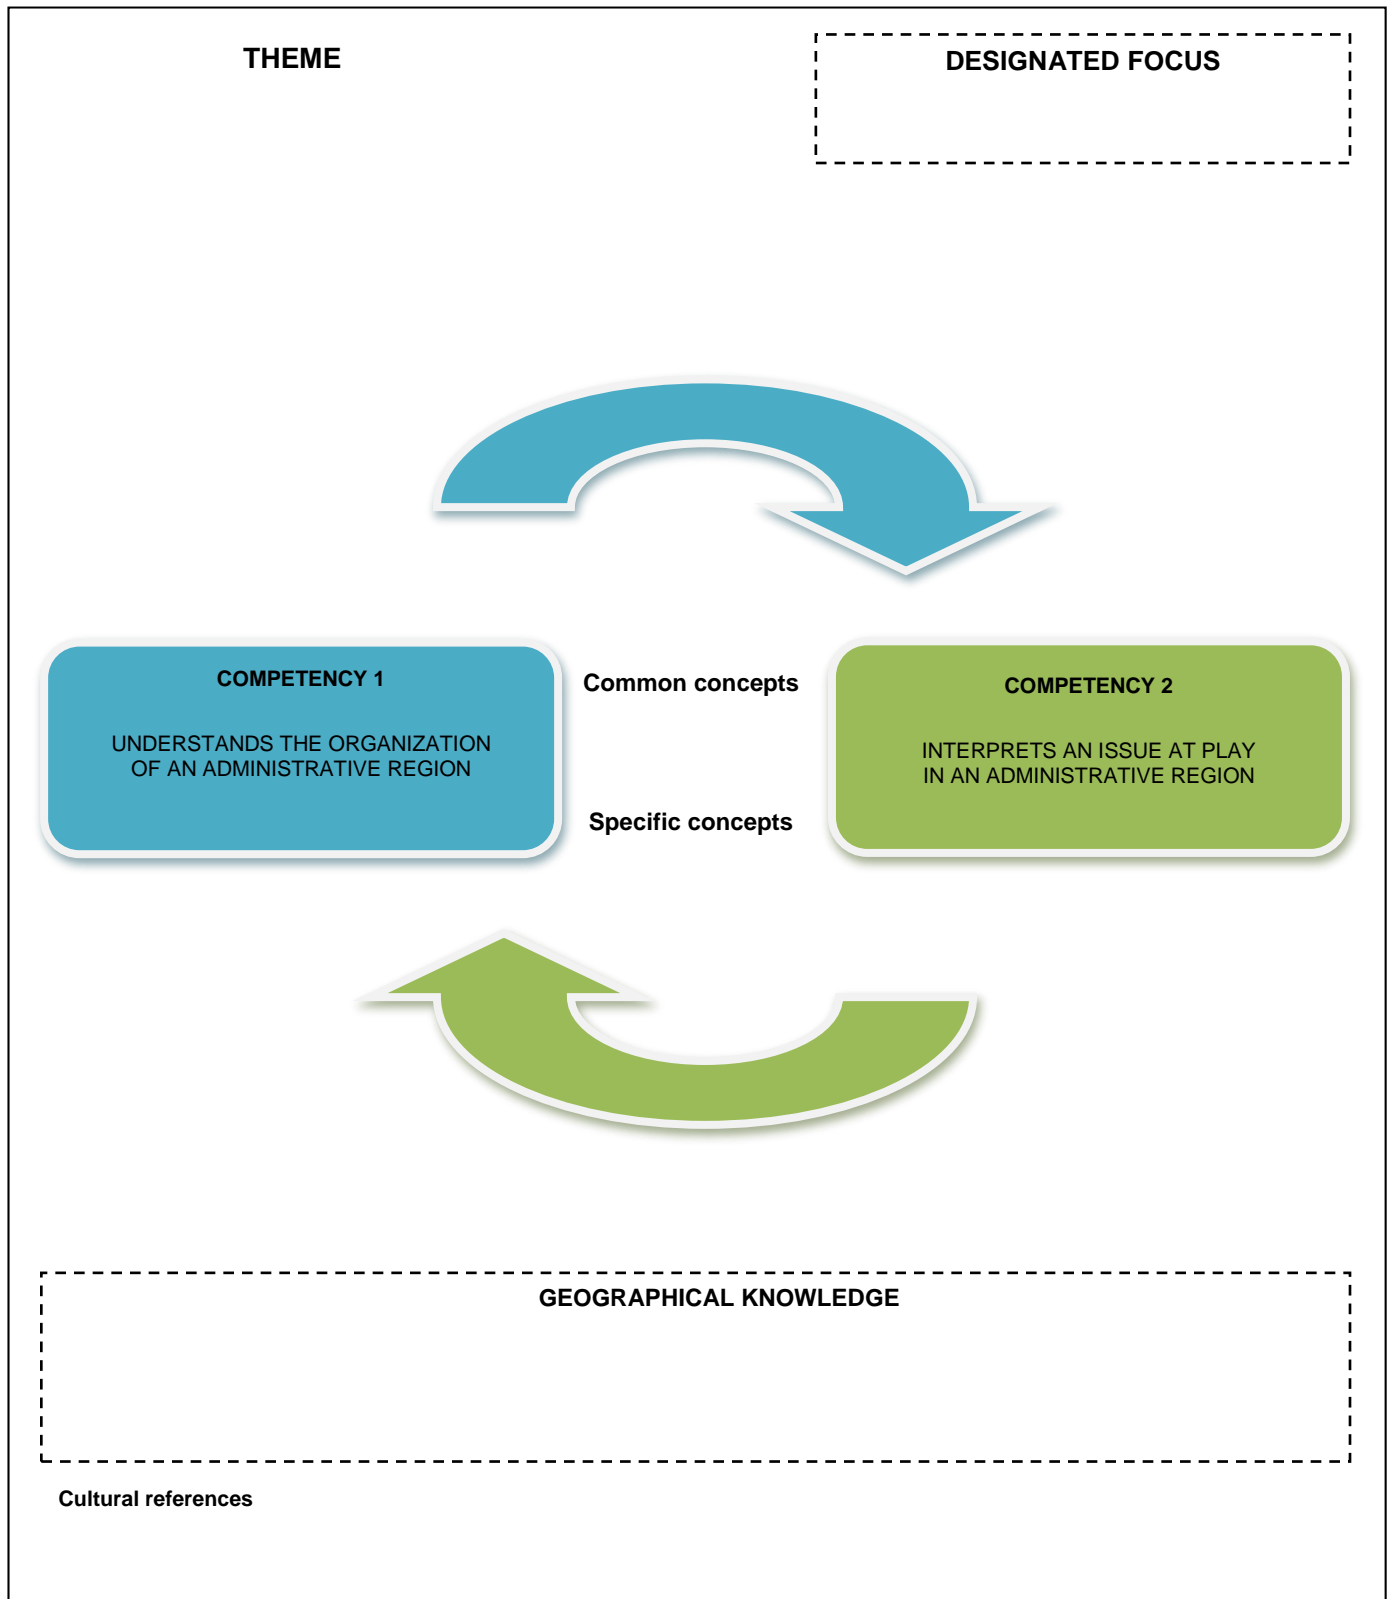 THEME
DESIGNATED FOCUS
COMPETENCY 1
UNDERSTANDS THE ORGANIZATION
OF AN ADMINISTRATIVE REGION
Common concepts
Specific concepts
COMPETENCY 2
INTERPRETS AN ISSUE AT PLAY
IN AN ADMINISTRATIVE REGION
GEOGRAPHICAL KNOWLEDGE
Cultural references